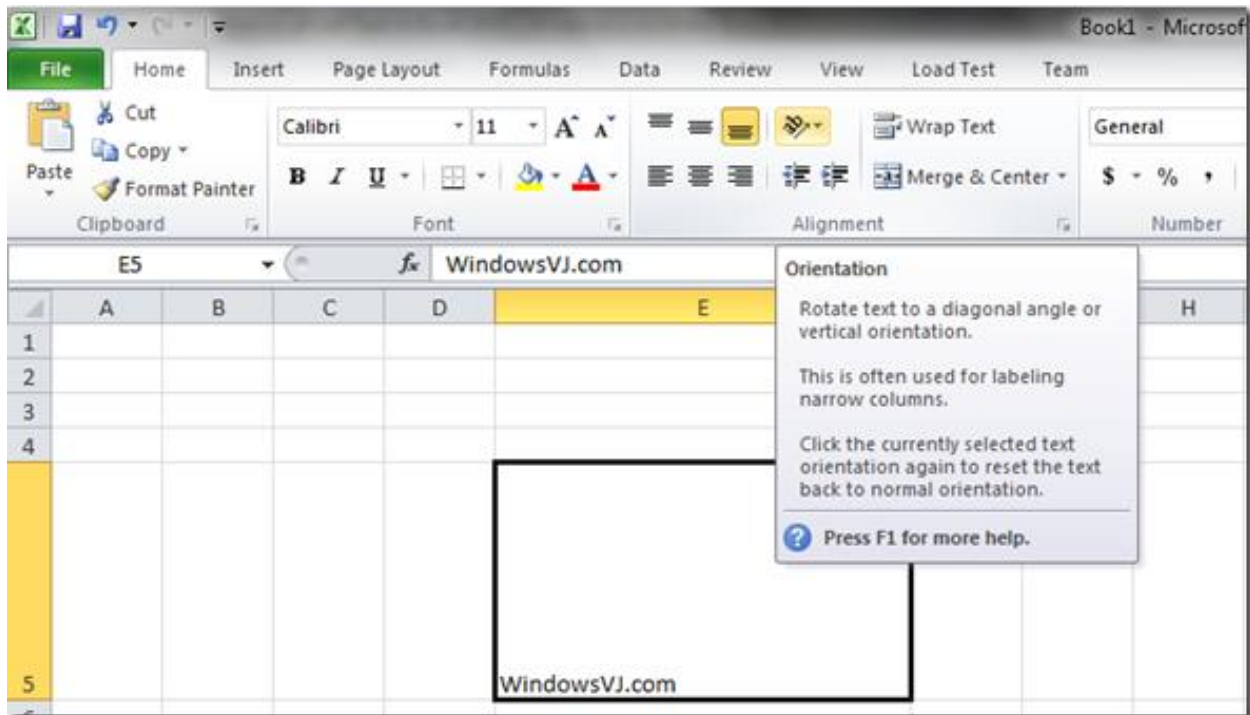 Book1 - Microsof
File Home Insert Page Layout Formulas Data Review View Load Test Team
Cut
Calibri 11 A A Wrap Text General
Copy
Paste
Format Painter B I U A Merge & Center $ % ,
Clipboard Font Alignment Number
E5 fx WindowsVJ.com
Orientation
Rotate text to a diagonal angle or
vertical orientation.
This is often used for labeling
narrow columns.
Click the currently selected text
orientation again to reset the text
back to normal orientation.
Press F1 for more help.
A B C D E H
1
2
3
4
5 WindowsVJ.com